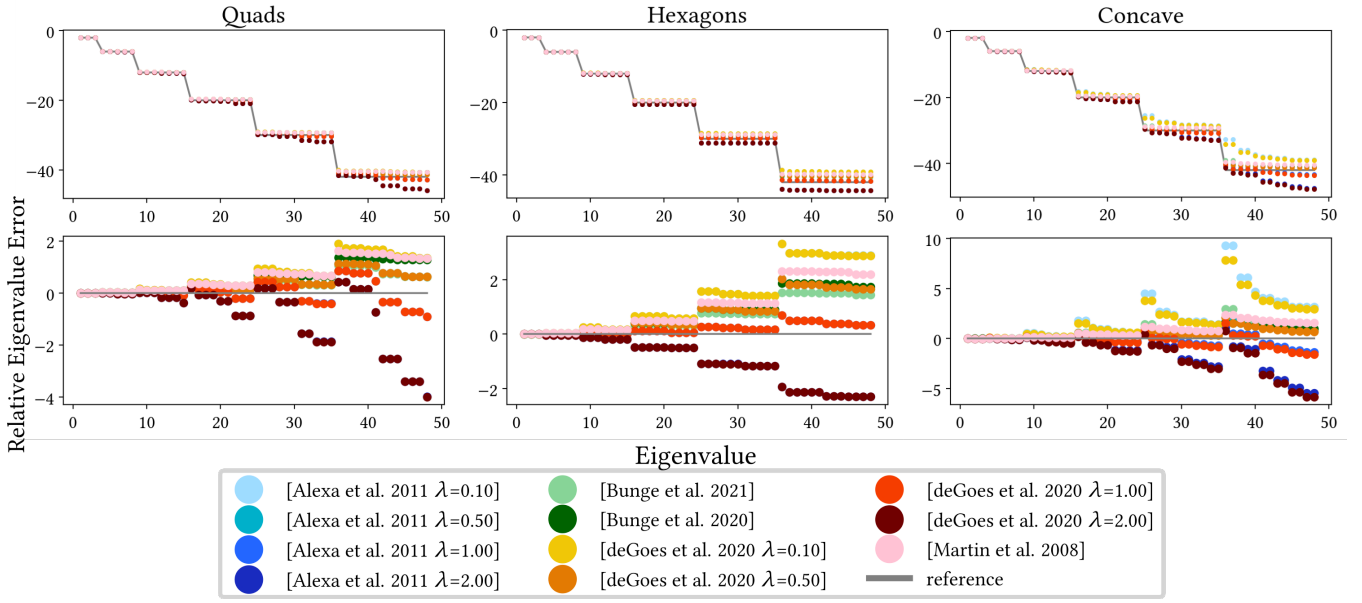 Quads
Hexagons
Concave
0
−20
−40
0 10 20 30 40 50
0
−20
−40
0 10 20 30 40 50
0
−20
−40
0 10 20 30 40 50
Relative Eigenvalue Error
2
0
−2
−4
0 10 20 30 40 50
2
0
−2
0 10 20 30 40 50
10
5
0
−5
0 10 20 30 40 50
Eigenvalue
[Alexa et al. 2011 λ=0.10]
[Alexa et al. 2011 λ=0.50]
[Alexa et al. 2011 λ=1.00]
[Alexa et al. 2011 λ=2.00]
[Bunge et al. 2021]
[Bunge et al. 2020]
[deGoes et al. 2020 λ=0.10]
[deGoes et al. 2020 λ=0.50]
[deGoes et al. 2020 λ=1.00]
[deGoes et al. 2020 λ=2.00]
[Martin et al. 2008]
reference